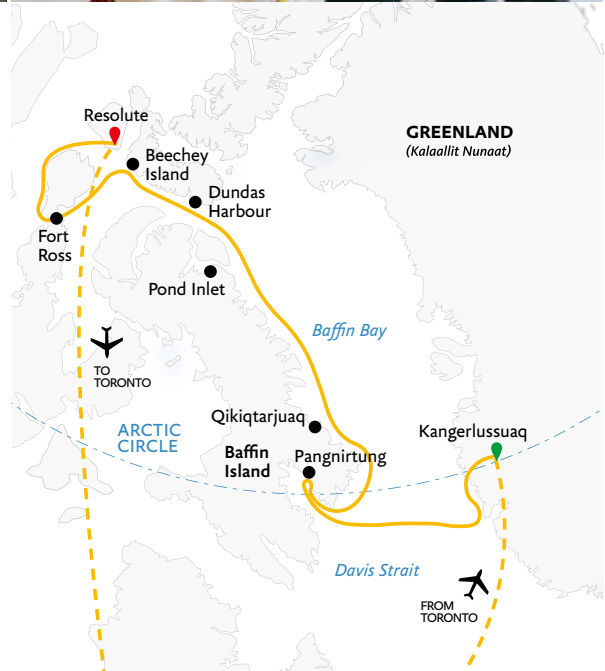 Resolute
GREENLAND
(Kalaallit Nunaat)
Beechey
Island
Dundas
Harbour
Fort
Ross
Pond Inlet
Baffin Bay
TO
TORONTO
Qikiqtarjuaq
ARCTIC
CIRCLE
Kangerlussuaq
Baffin
Island
Pangnirtung
Davis Strait
FROM
TORONTO